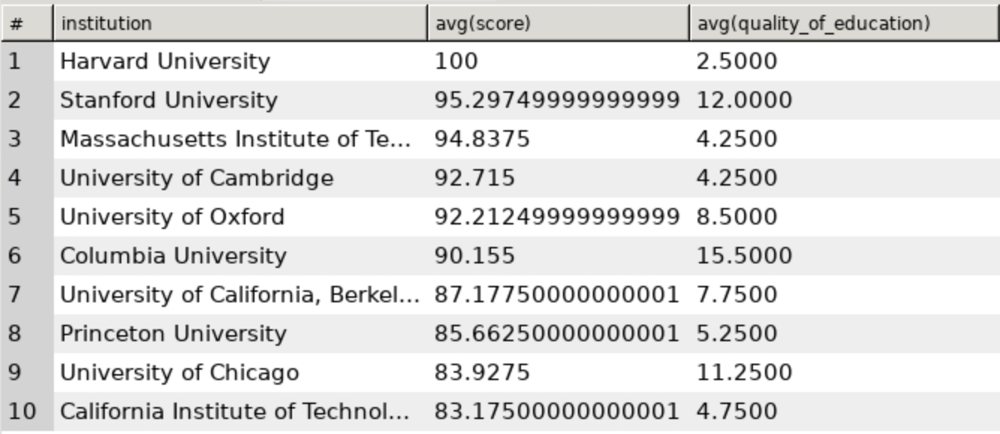 # institution avg(score) avg(quality_of_education)
1 Harvard University 100 2.5000
2 Stanford University 95.29749999999999 12.0000
3 Massachusetts Institute of Te... 94.8375 4.2500
4 University of Cambridge 92.715 4.2500
5 University of Oxford 92.21249999999999 8.5000
6 Columbia University 90.155 15.5000
7 University of California, Berkel... 87.17750000000001 7.7500
8 Princeton University 85.66250000000001 5.2500
9 University of Chicago 83.9275 11.2500
10 California Institute of Technol... 83.17500000000001 4.7500